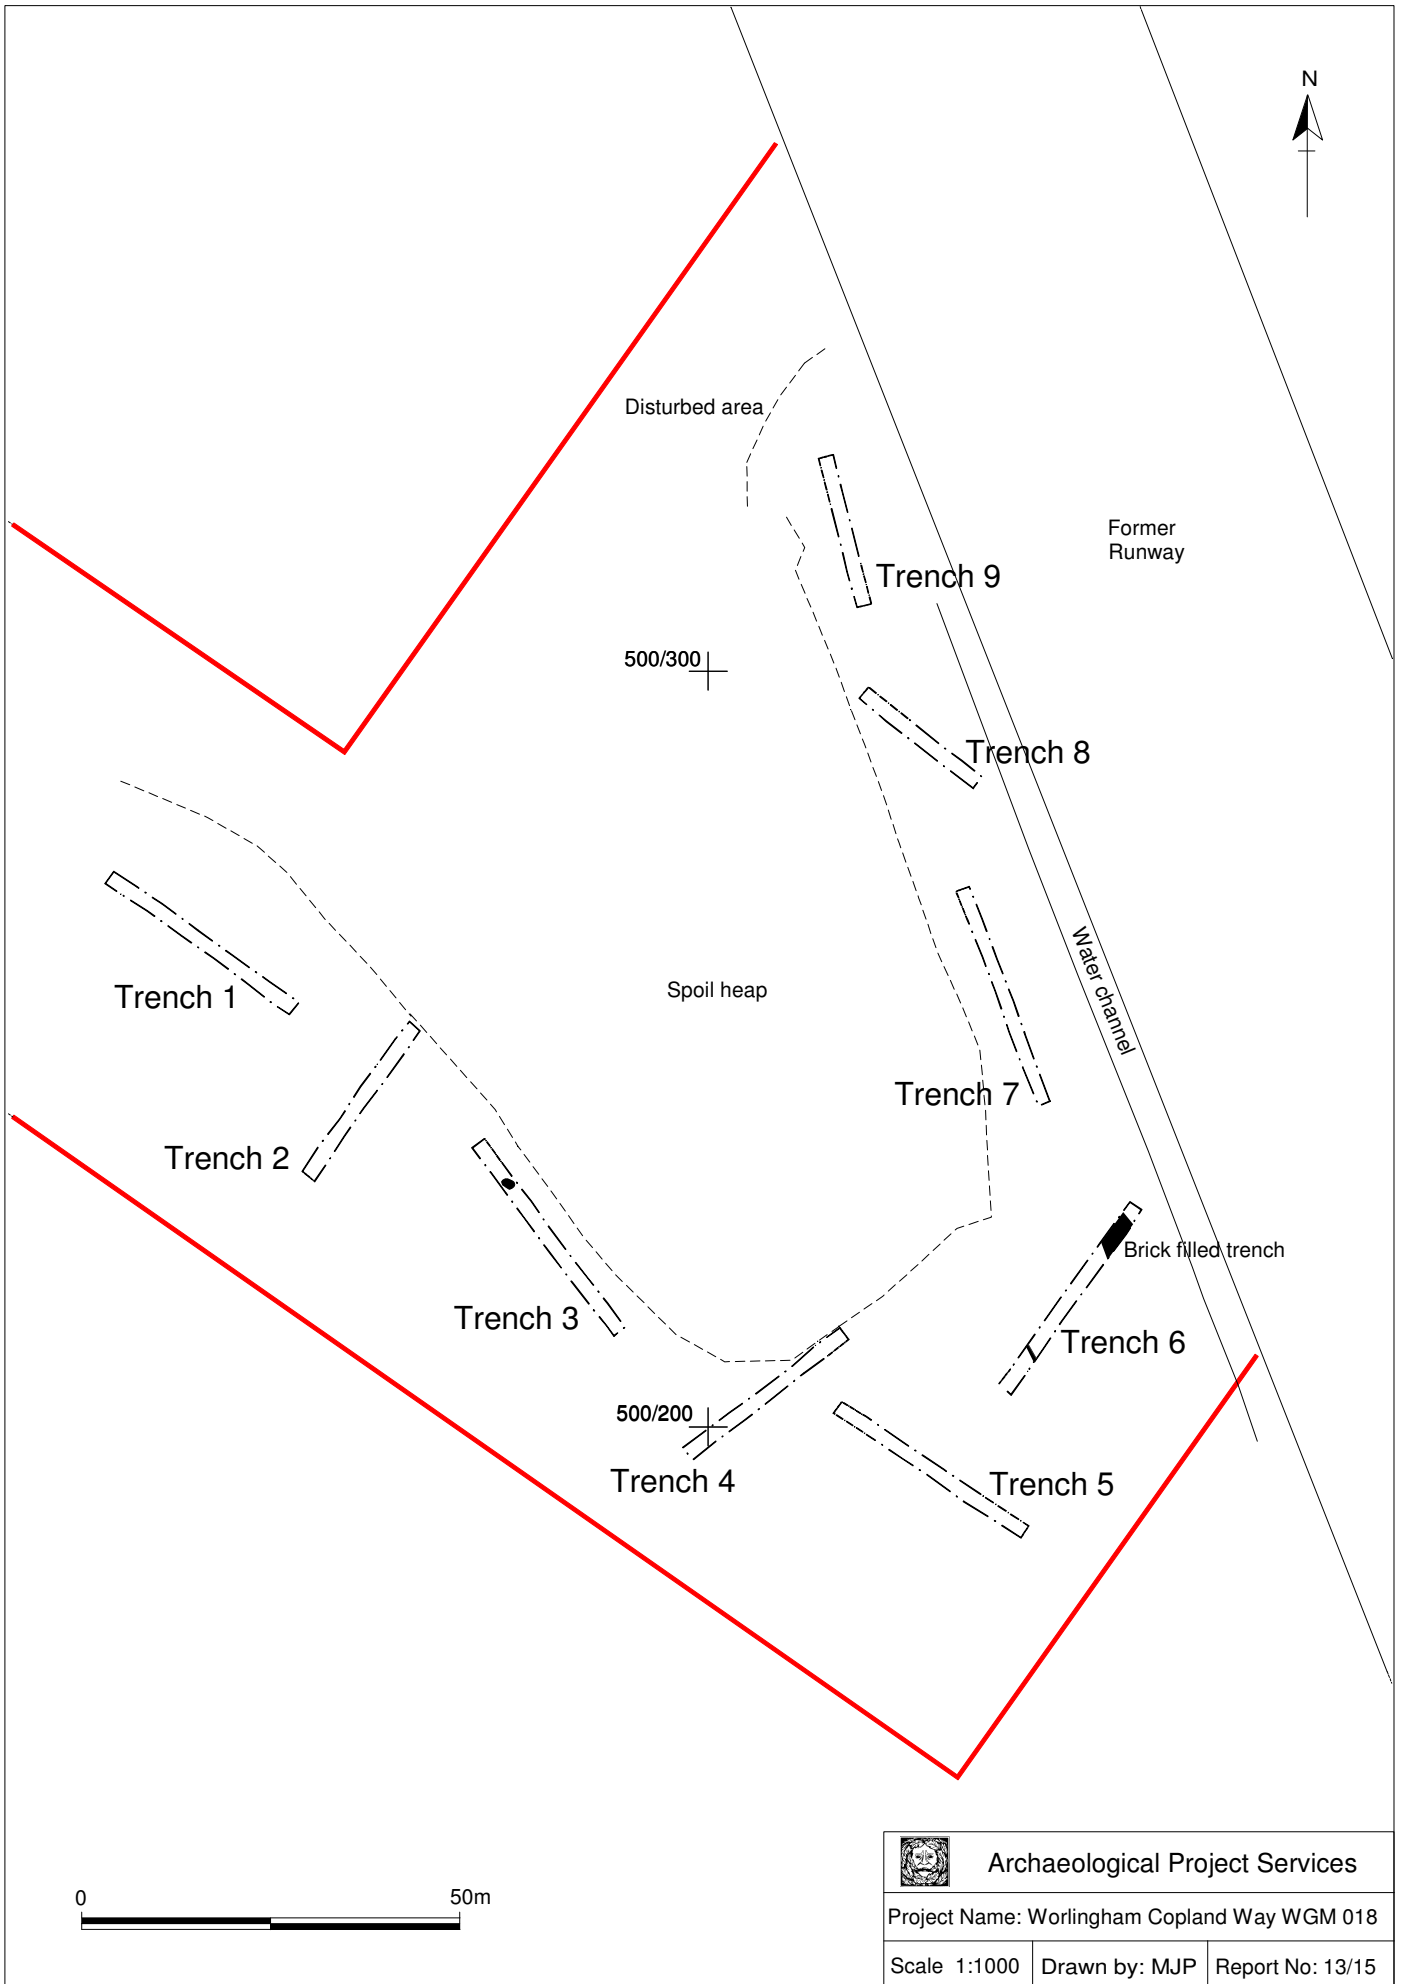 N
Disturbed area
Former
Runway
Trench 9
500/300
Trench 8
Water channel
Spoil heap
Trench 1
Trench 7
Trench 2
Brick filled trench
Trench 3
Trench 6
500/200
Trench 4
Trench 5
0 50m
Archaeological Project Services
Project Name: Worlingham Copland Way WGM 018
Scale 1:1000 Drawn by: MJP Report No: 13/15